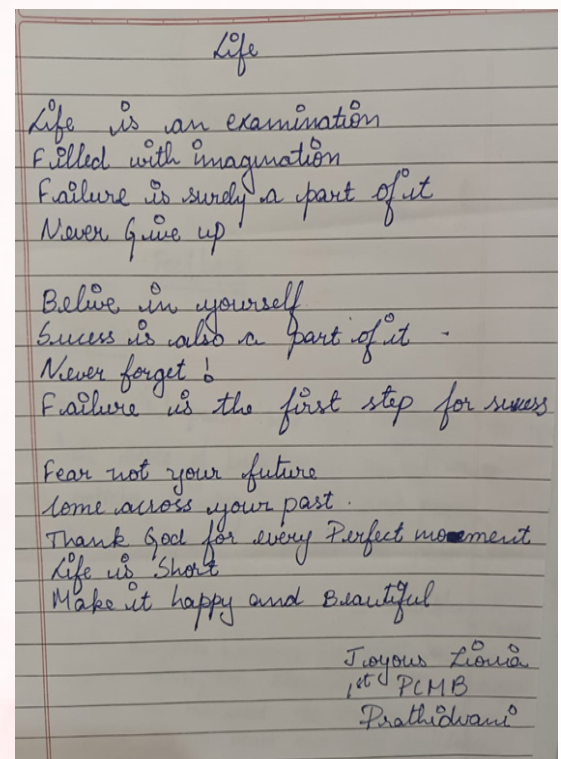 Life
Life is an examination
Filled with imagination
Failure is surely a part of it
Never Give up
Belive in yourself
Sucess is also a part of it -
Never forget !
Failure is the first step for sucess
Fear not your future
Come across your past .
Thank God for every Perfect moement
Life is Short
Make it happy and Beautiful
Joyous Liovia
1st PCMB
Prathidwani